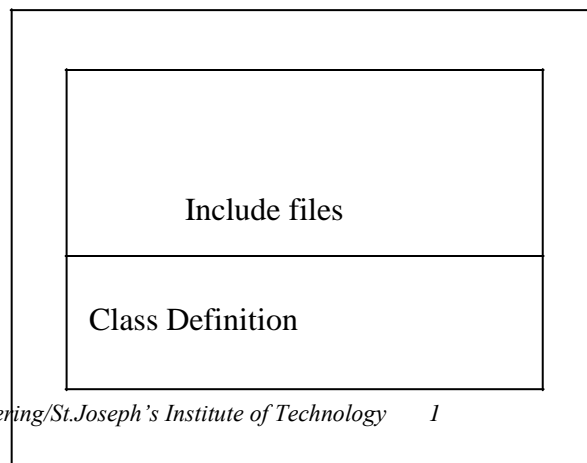 Include files
Class Definition
ering/St.Joseph’s Institute of Technology 1